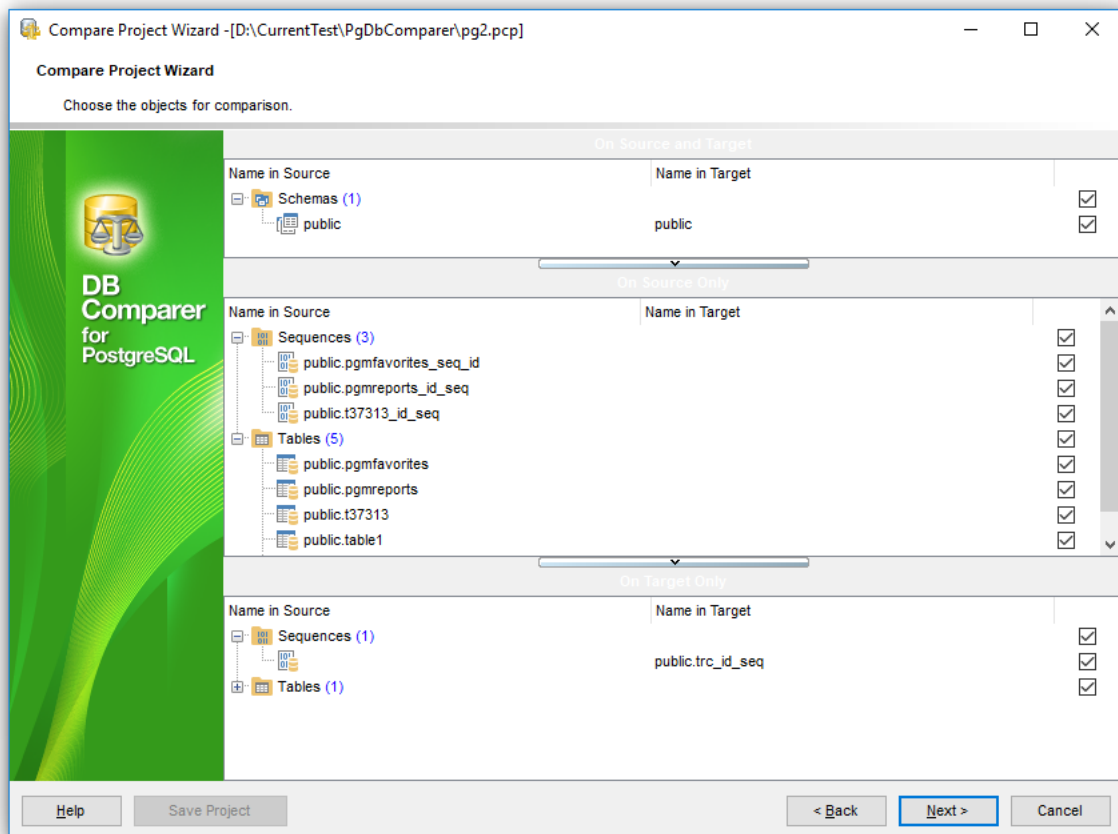 Compare Project Wizard -[D:\CurrentTest\PgDbComparer\pg2.pcp]
Compare Project Wizard
Choose the objects for comparison.
DB
Comparer
for
PostgreSQL
On Source and Target
Name in Source Name in Target
Schemas (1)
public public
On Source Only
Name in Source Name in Target
Sequences (3)
public.pgmfavorites_seq_id
public.pgmreports_id_seq
public.t37313_id_seq
Tables (5)
public.pgmfavorites
public.pgmreports
public.t37313
public.table1
On Target Only
Name in Source Name in Target
Sequences (1)
public.trc_id_seq
Tables (1)
Help Save Project < Back Next > Cancel